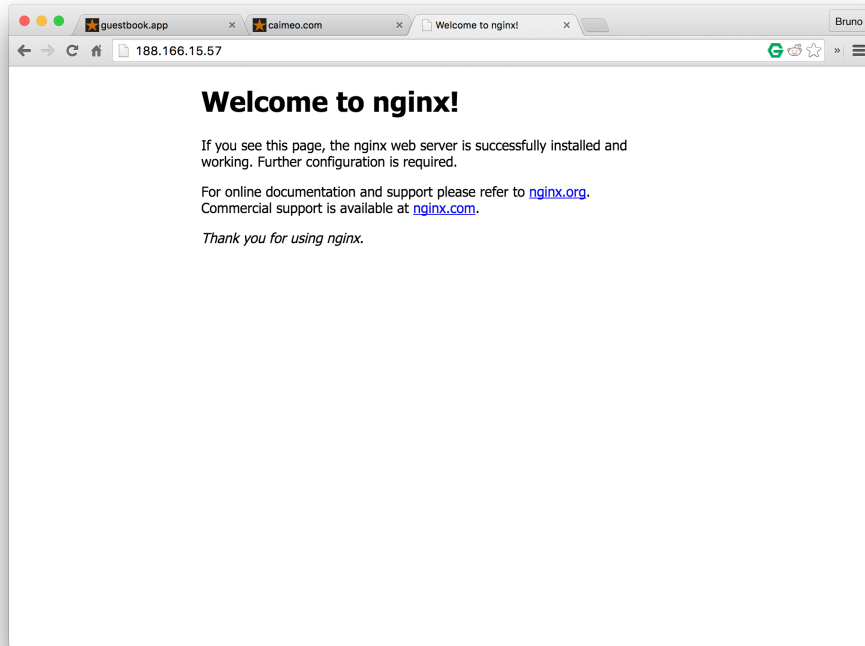 guestbook.app
caimeo.com
Welcome to nginx!
Bruno
188.166.15.57
»
Welcome to nginx!
If you see this page, the nginx web server is successfully installed and
working. Further configuration is required.
For online documentation and support please refer to nginx.org.
Commercial support is available at nginx.com.
Thank you for using nginx.